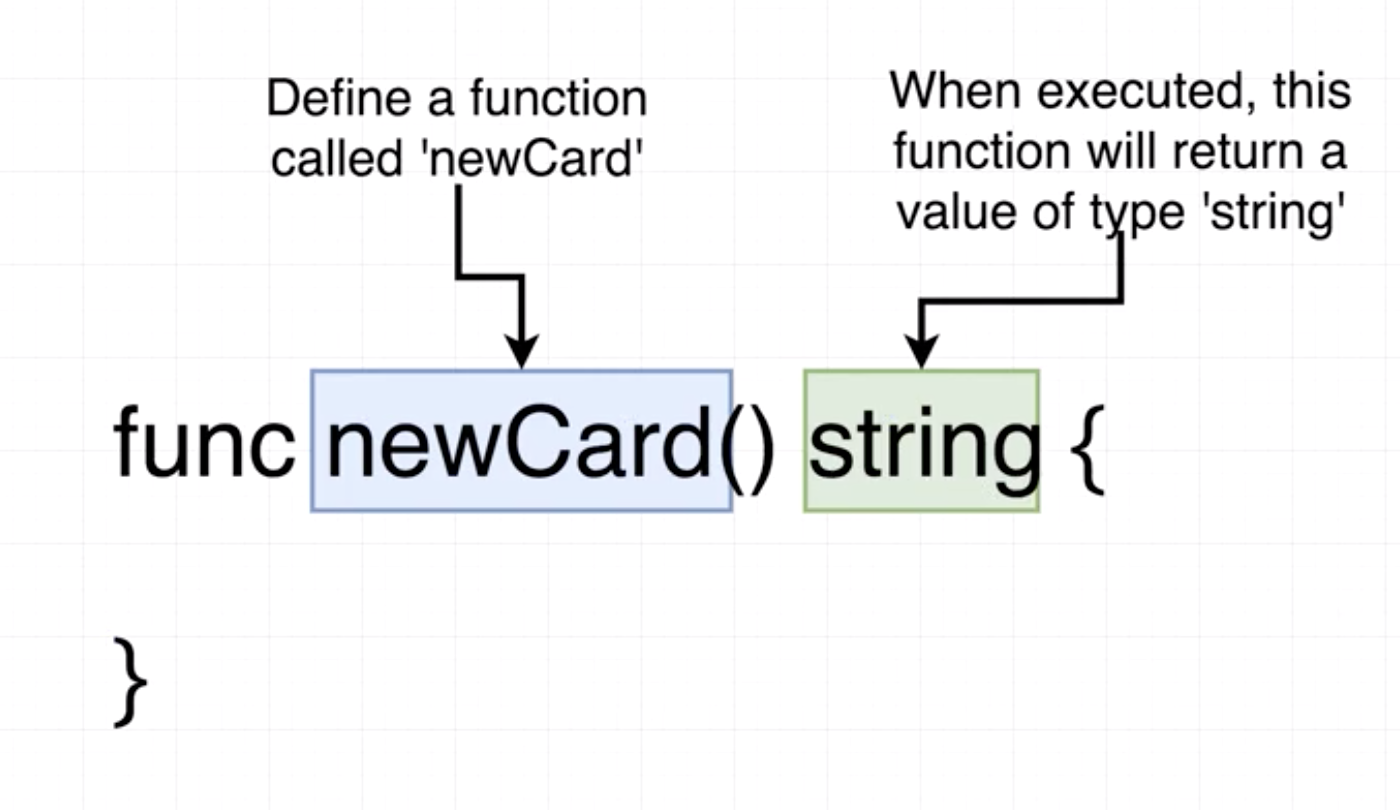 Define a function
called 'newCard'
When executed, this
function will return a
value of type 'string'
func newCard() string {
}